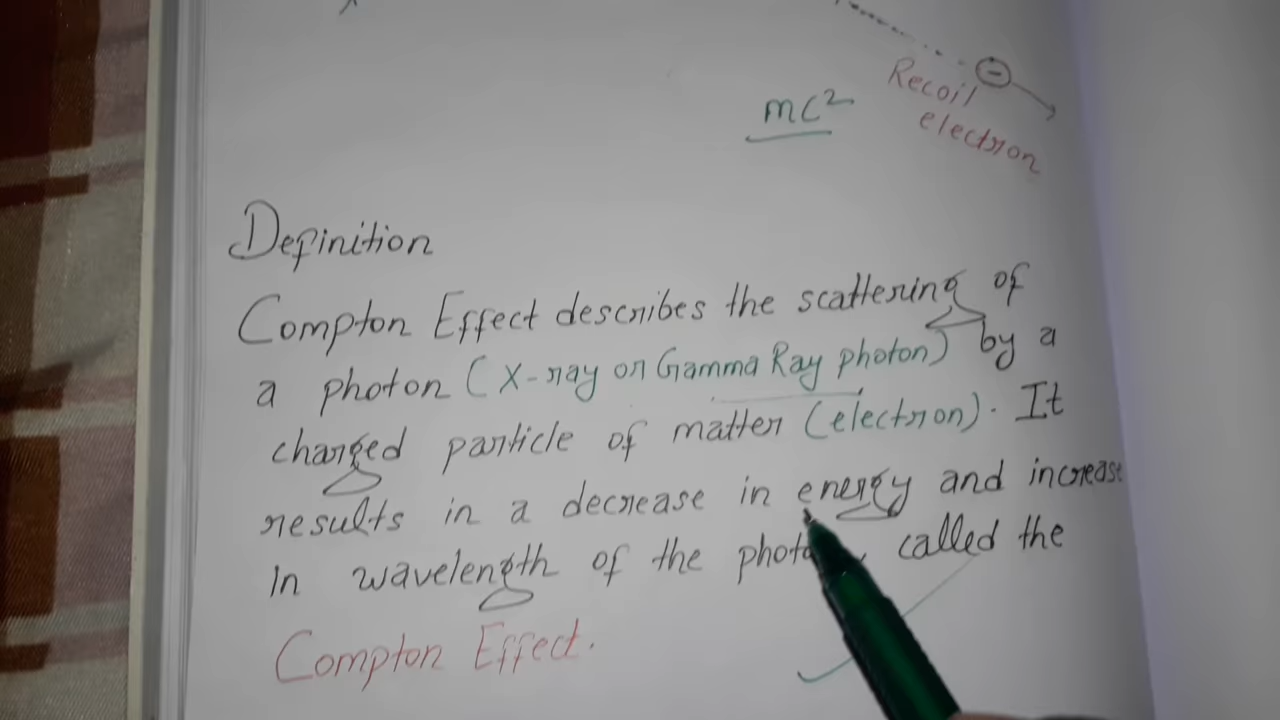 mc²
Recoil
electron
Definition
Compton Effect describes the scattering of
a photon (X-ray or Gamma Ray photon) by a
charged particle of matter (electron). It
results in a decrease in energy and increase
in wavelength of the photon, called the
Compton Effect.